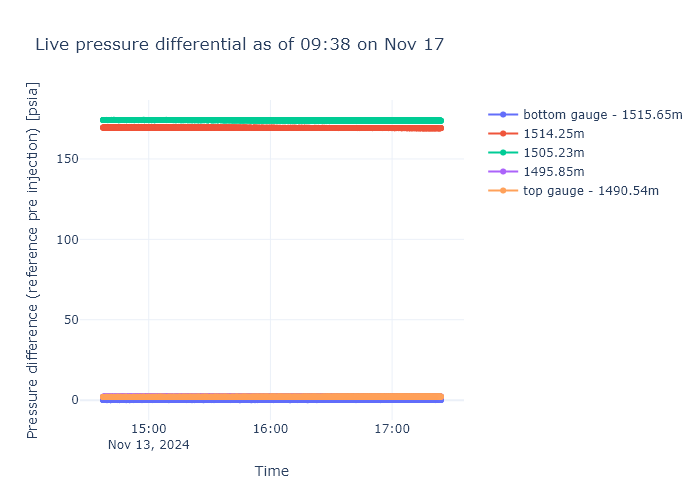 Live pressure differential as of 09:38 on Nov 17
Pressure difference (reference pre injection) [psia]
150
100
50
0
15:00
Nov 13, 2024
16:00
17:00
Time
bottom gauge - 1515.65m
1514.25m
1505.23m
1495.85m
top gauge - 1490.54m